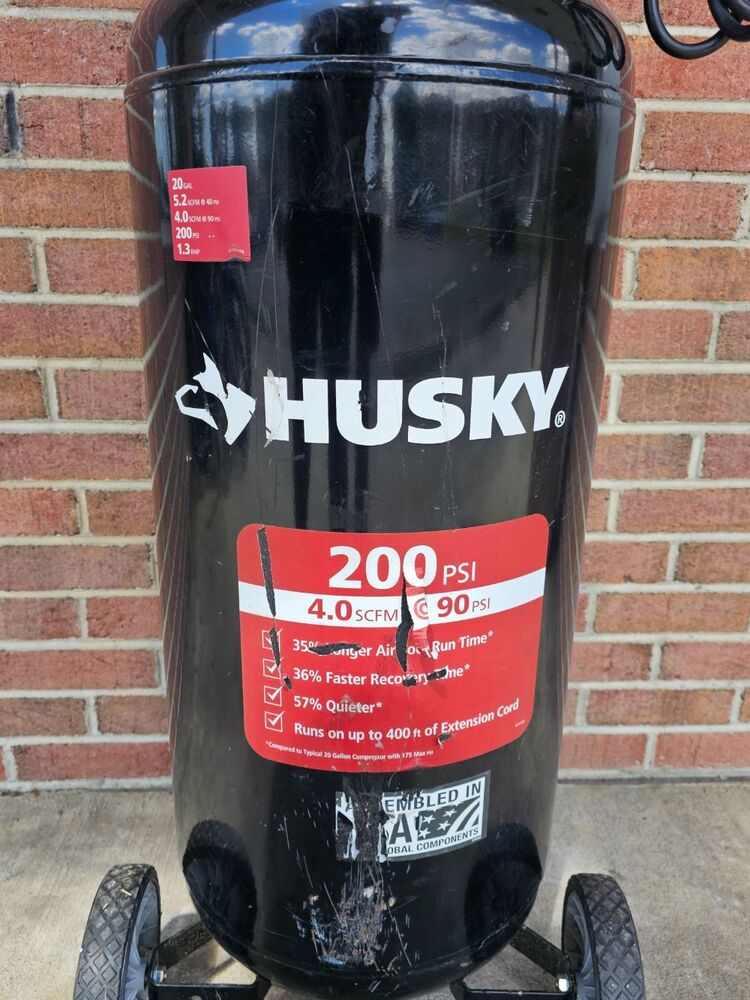 20 GAL
5.2 SCFM @ 40 PSI
4.0 SCFM @ 90 PSI
200 PSI
1.3 RHP
HUSKY®
200 PSI
4.0 SCFM @ 90 PSI
35% Longer Air Tool Run Time*
36% Faster Recovery Time*
57% Quieter*
Runs on up to 400 ft of Extension Cord
*Compared to Typical 20 Gallon Compressor with 175 Max PSI
EMBLED IN
OBAL COMPONENTS